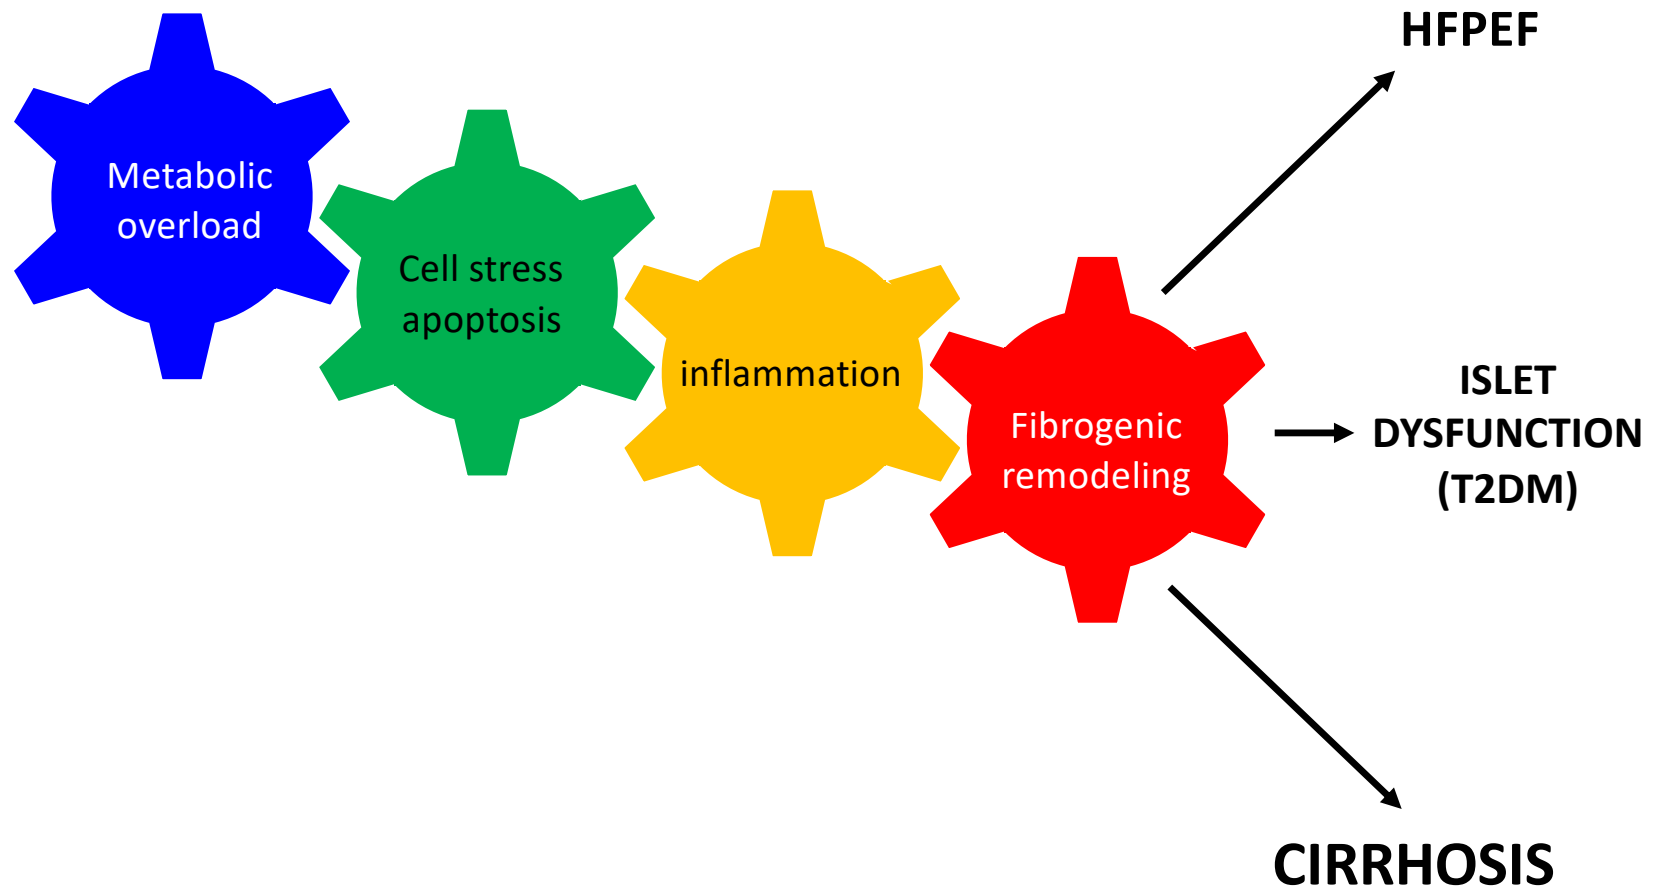 HFPEF
Metabolic
overload
Cell stress
apoptosis
inflammation
Fibrogenic
remodeling
ISLET
DYSFUNCTION
(T2DM)
CIRRHOSIS